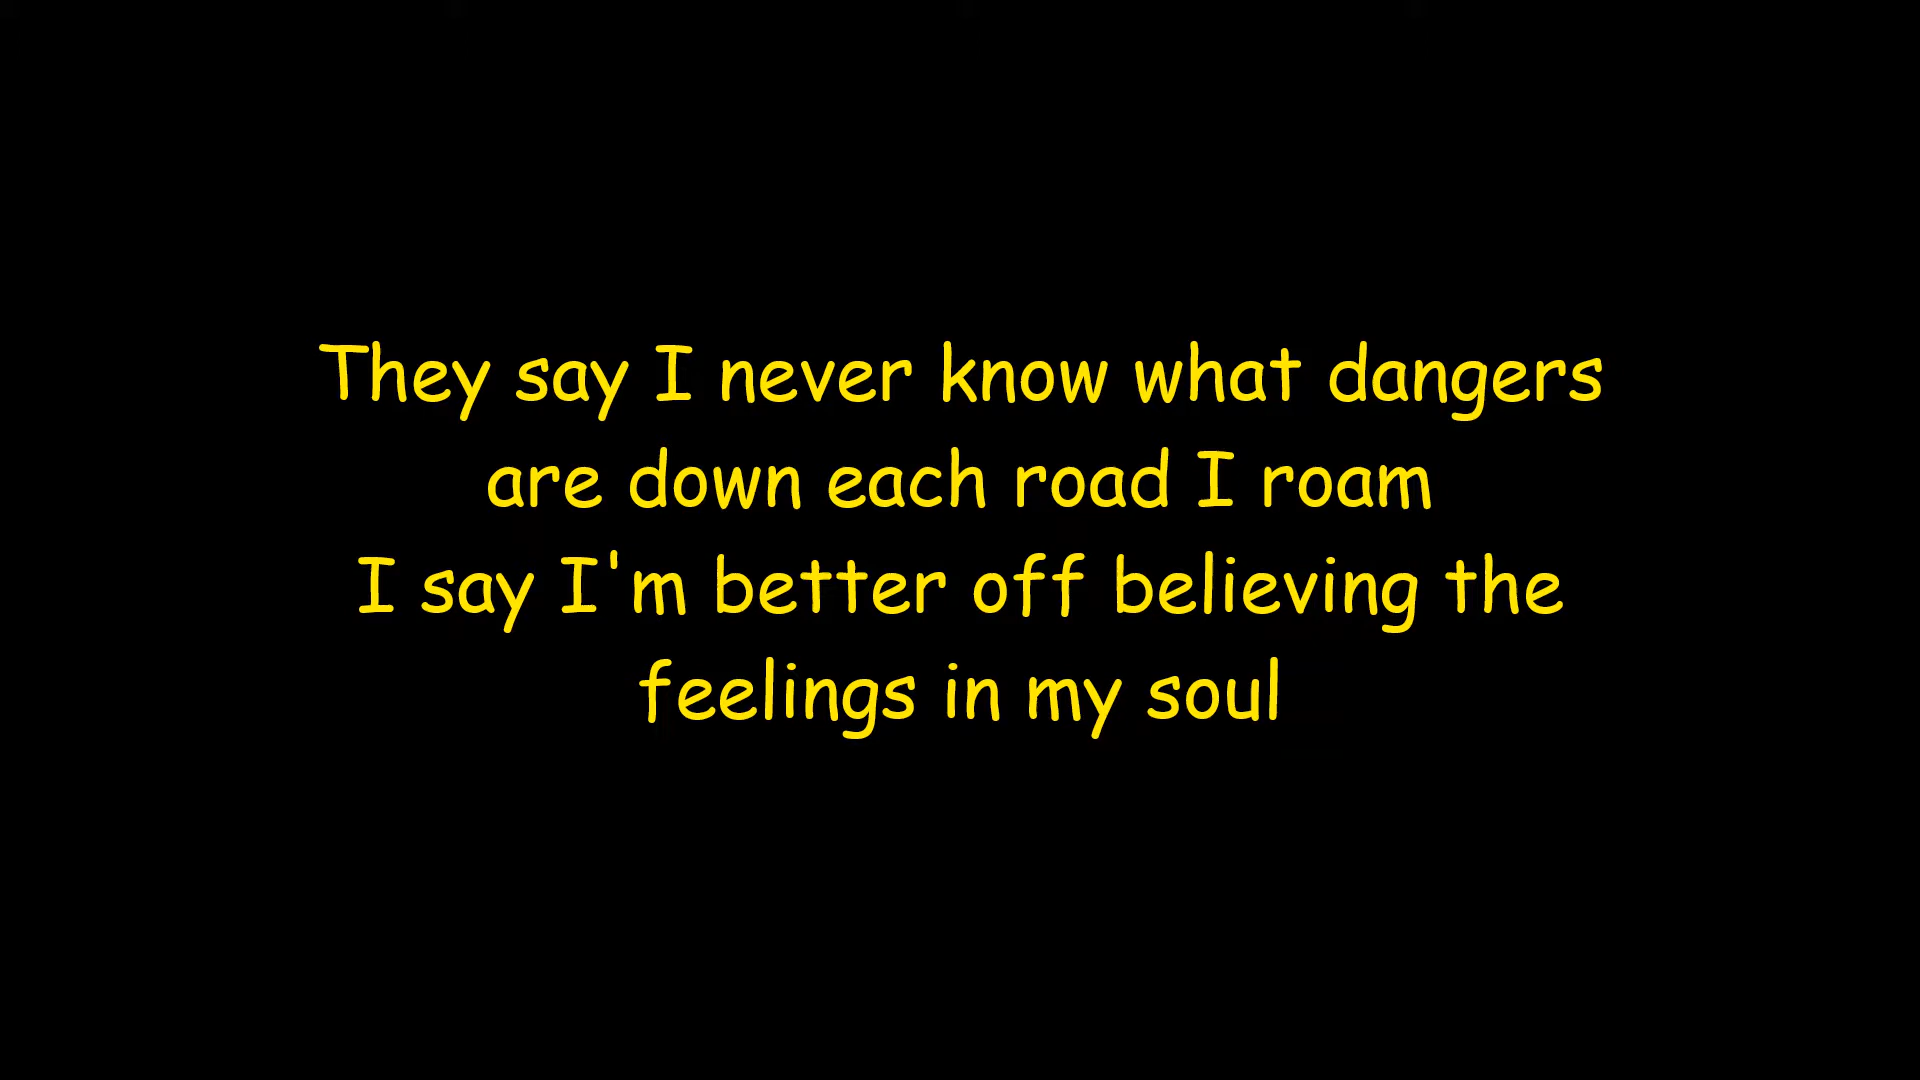 They say I never know what dangers
are down each road I roam
I say I'm better off believing the
feelings in my soul